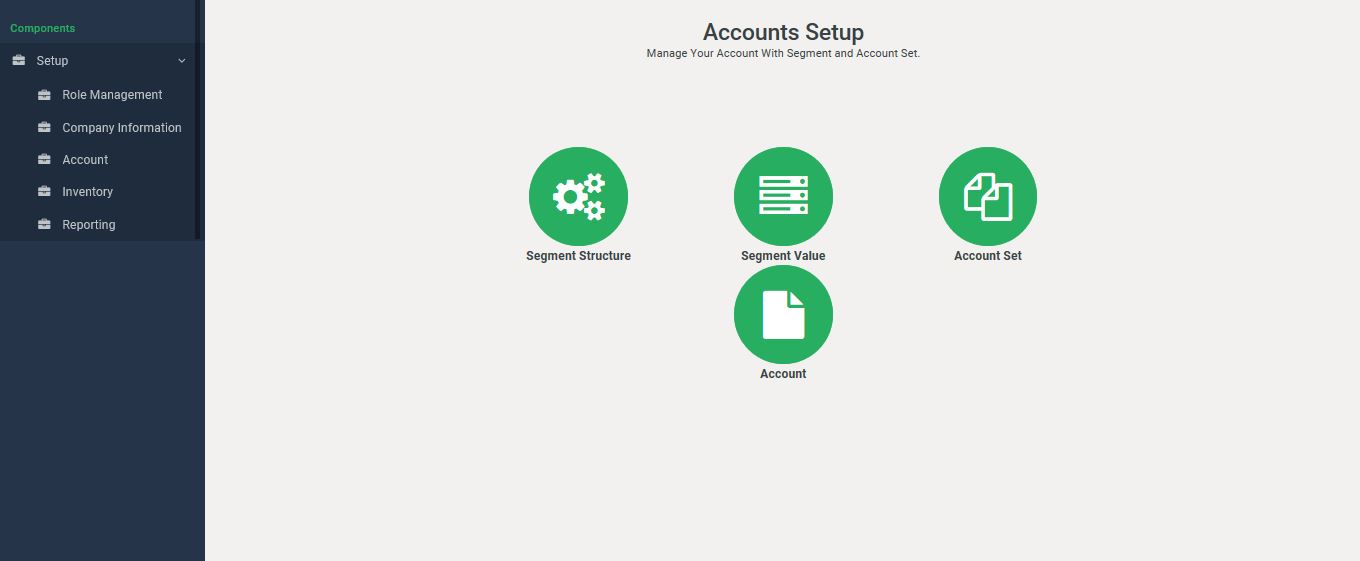 Components
Setup
Role Management
Company Information
Account
Inventory
Reporting
Accounts Setup
Manage Your Account With Segment and Account Set.
Segment Structure
Segment Value
Account Set
Account